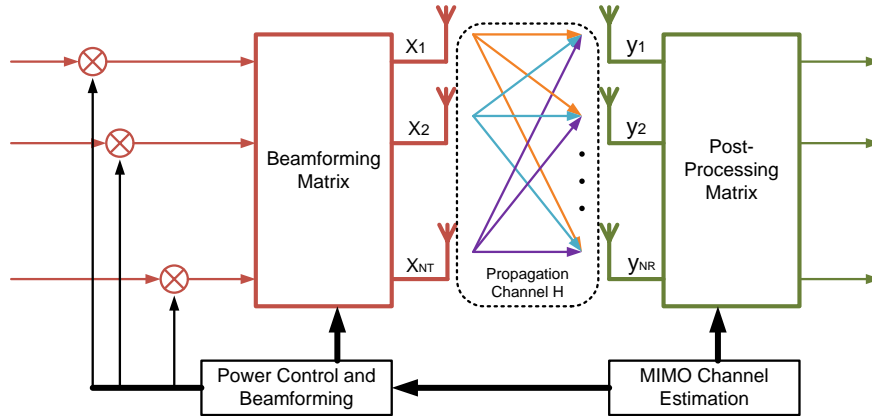 X1
X2
XNT
Beamforming
Matrix
Propagation
Channel H
y1
y2
yNR
Post-
Processing
Matrix
Power Control and
Beamforming
MIMO Channel
Estimation